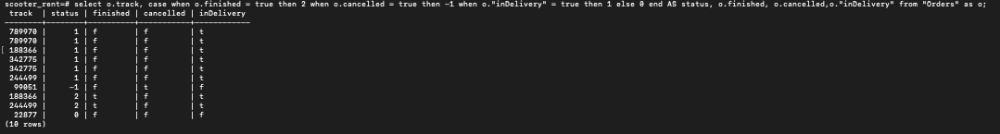 scooter_rent=# select o.track, case when o.finished = true then 2 when o.cancelled = true then -1 when o."inDelivery" = true then 1 else 0 end AS status, o.finished, o.cancelled,o."inDelivery" from "Orders" as o;
 track  | status | finished | cancelled | inDelivery
--------+--------+----------+-----------+------------
 789970 |      1 | f        | f         | t
 789970 |      1 | f        | f         | t
[ 188366 |      1 | f        | f         | t
 342775 |      1 | f        | f         | t
 342775 |      1 | f        | f         | t
 244499 |      1 | f        | f         | t
  99051 |     -1 | f        | t         | f
 188366 |      2 | t        | f         | t
 244499 |      2 | t        | f         | t
  22877 |      0 | f        | f         | f
(10 rows)